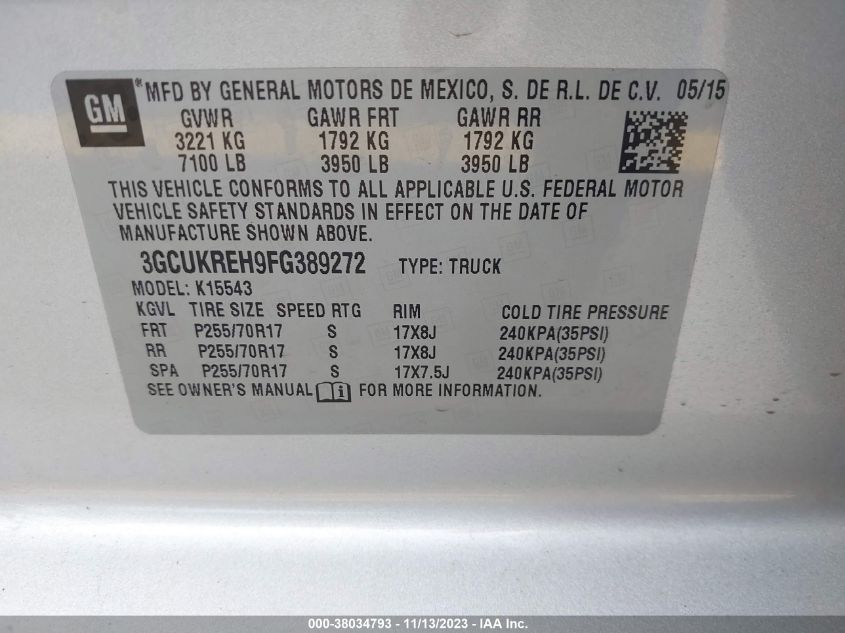 GM *MFD BY GENERAL MOTORS DE MEXICO, S. DE R.L. DE C.V. 05/15
GVWR GAWR FRT GAWR RR
3221 KG 1792 KG 1792 KG
7100 LB 3950 LB 3950 LB
THIS VEHICLE CONFORMS TO ALL APPLICABLE U.S. FEDERAL MOTOR
VEHICLE SAFETY STANDARDS IN EFFECT ON THE DATE OF
MANUFACTURE SHOWN ABOVE.
3GCUKREH9FG389272 TYPE: TRUCK
MODEL: K15543
KGVL TIRE SIZE SPEED RTG RIM COLD TIRE PRESSURE
FRT P255/70R17 S 17X8J 240KPA(35PSI)
RR P255/70R17 S 17X8J 240KPA(35PSI)
SPA P255/70R17 S 17X7.5J 240KPA(35PSI)
SEE OWNER'S MANUAL i FOR MORE INFORMATION.
000-38034793 - 11/13/2023 - IAA Inc.